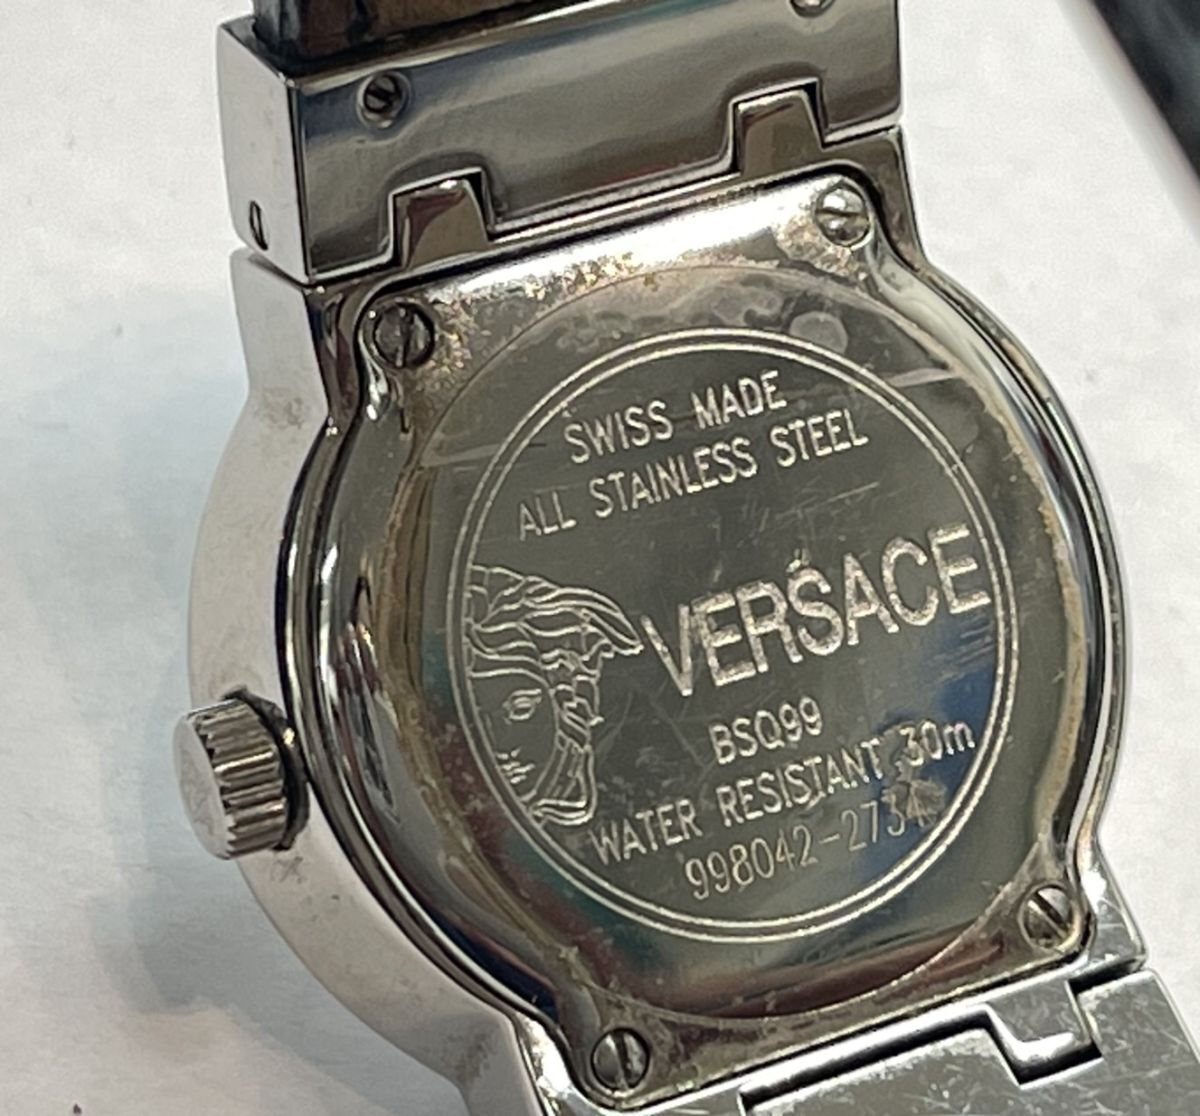 SWISS MADE
ALL STAINLESS STEEL
VERSACE
BSQ99
WATER RESISTANT 30m
998042-2734